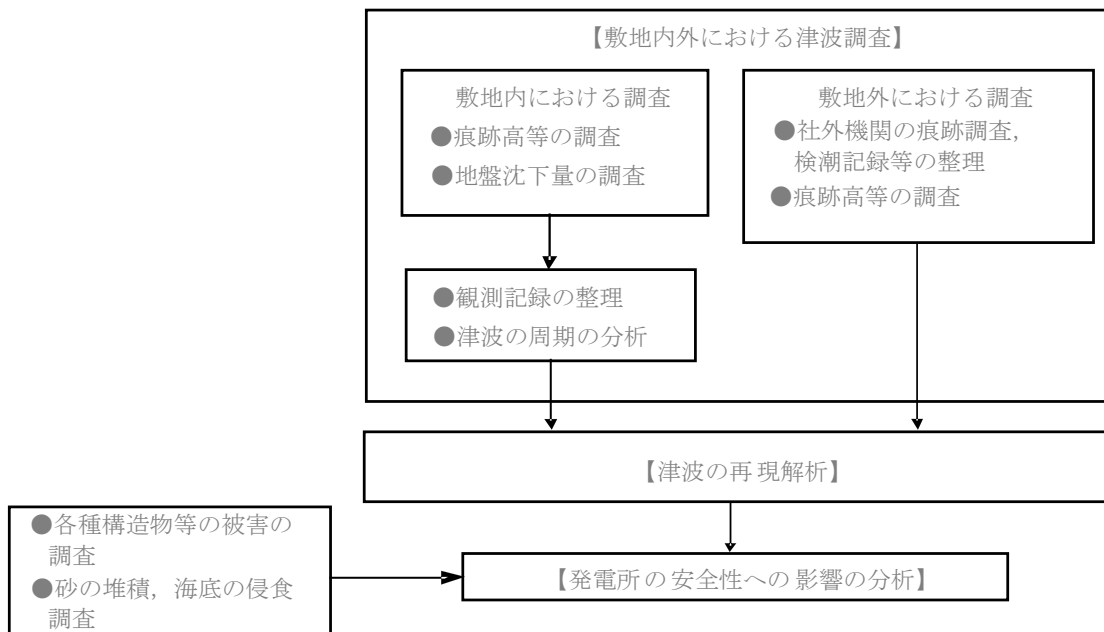 【敷地内外における津波調査】
敷地内における調査
●痕跡高等の調査
●地盤沈下量の調査
敷地外における調査
●社外機関の痕跡調査，
検潮記録等の整理
●痕跡高等の調査
●観測記録の整理
●津波の周期の分析
【津波の再現解析】
●各種構造物等の被害の
調査
●砂の堆積，海底の侵食
調査
【発電所の安全性への影響の分析】